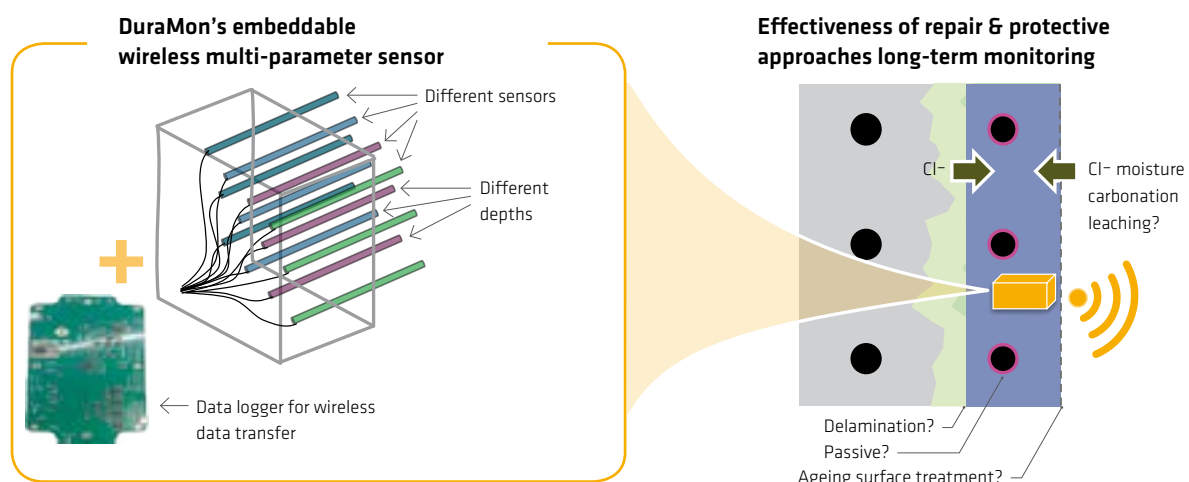 DuraMon's embeddable
wireless multi-parameter sensor
Different sensors
Different
depths
Data logger for wireless
data transfer
Effectiveness of repair & protective
approaches long-term monitoring
Cl–
Cl– moisture
carbonation
leaching?
Delamination?
Passive?
Ageing surface treatment?